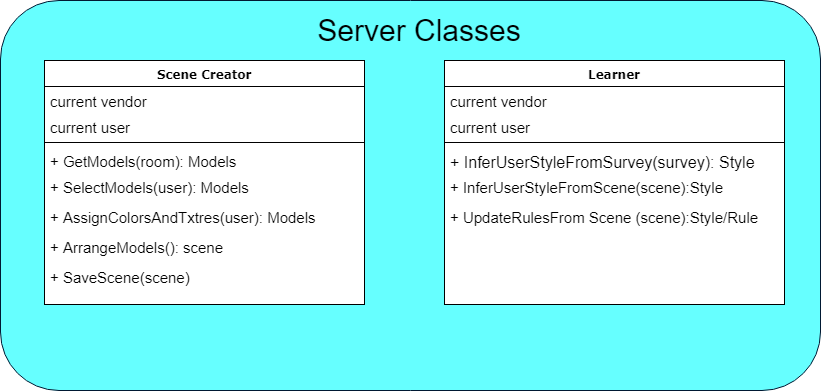 Server Classes
Scene Creator
current vendor
current user
+ GetModels(room): Models
+ SelectModels(user): Models
+ AssignColorsAndTxtres(user): Models
+ ArrangeModels(): scene
+ SaveScene(scene)
Learner
current vendor
current user
+ InferUserStyleFromSurvey(survey): Style
+ InferUserStyleFromScene(scene):Style
+ UpdateRulesFrom Scene (scene):Style/Rule